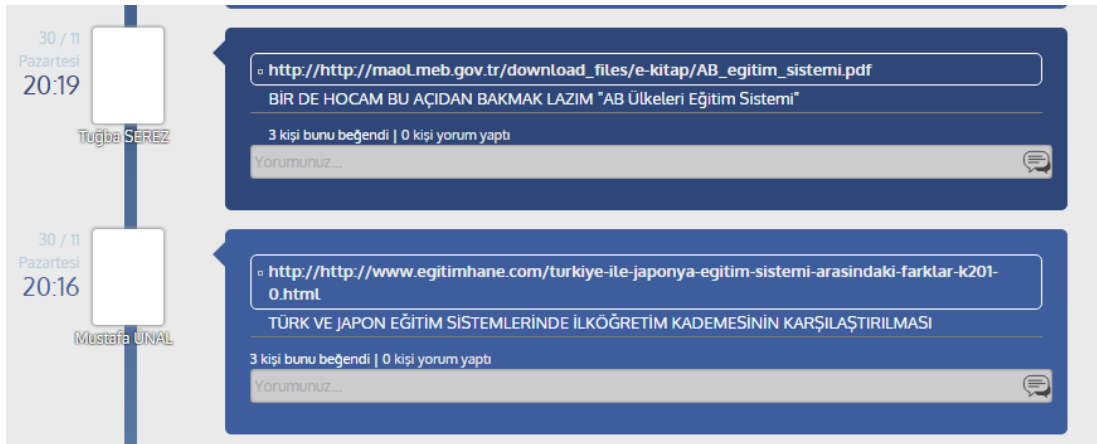 30 / 11
Pazartesi
20:19
Tuğba SEREZ
▫ http://http://maol.meb.gov.tr/download_files/e-kitap/AB_egitim_sistemi.pdf
BİR DE HOCAM BU AÇIDAN BAKMAK LAZIM "AB Ülkeleri Eğitim Sistemi"
3 kişi bunu beğendi | 0 kişi yorum yaptı
Yorumunuz...
30 / 11
Pazartesi
20:16
Mustafa ÜNAL
▫ http://http://www.egitimhane.com/turkiye-ile-japonya-egitim-sistemi-arasindaki-farklar-k201-
0.html
TÜRK VE JAPON EĞİTİM SİSTEMLERİNDE İLKÖĞRETİM KADEMESİNİN KARŞILAŞTIRILMASI
3 kişi bunu beğendi | 0 kişi yorum yaptı
Yorumunuz...